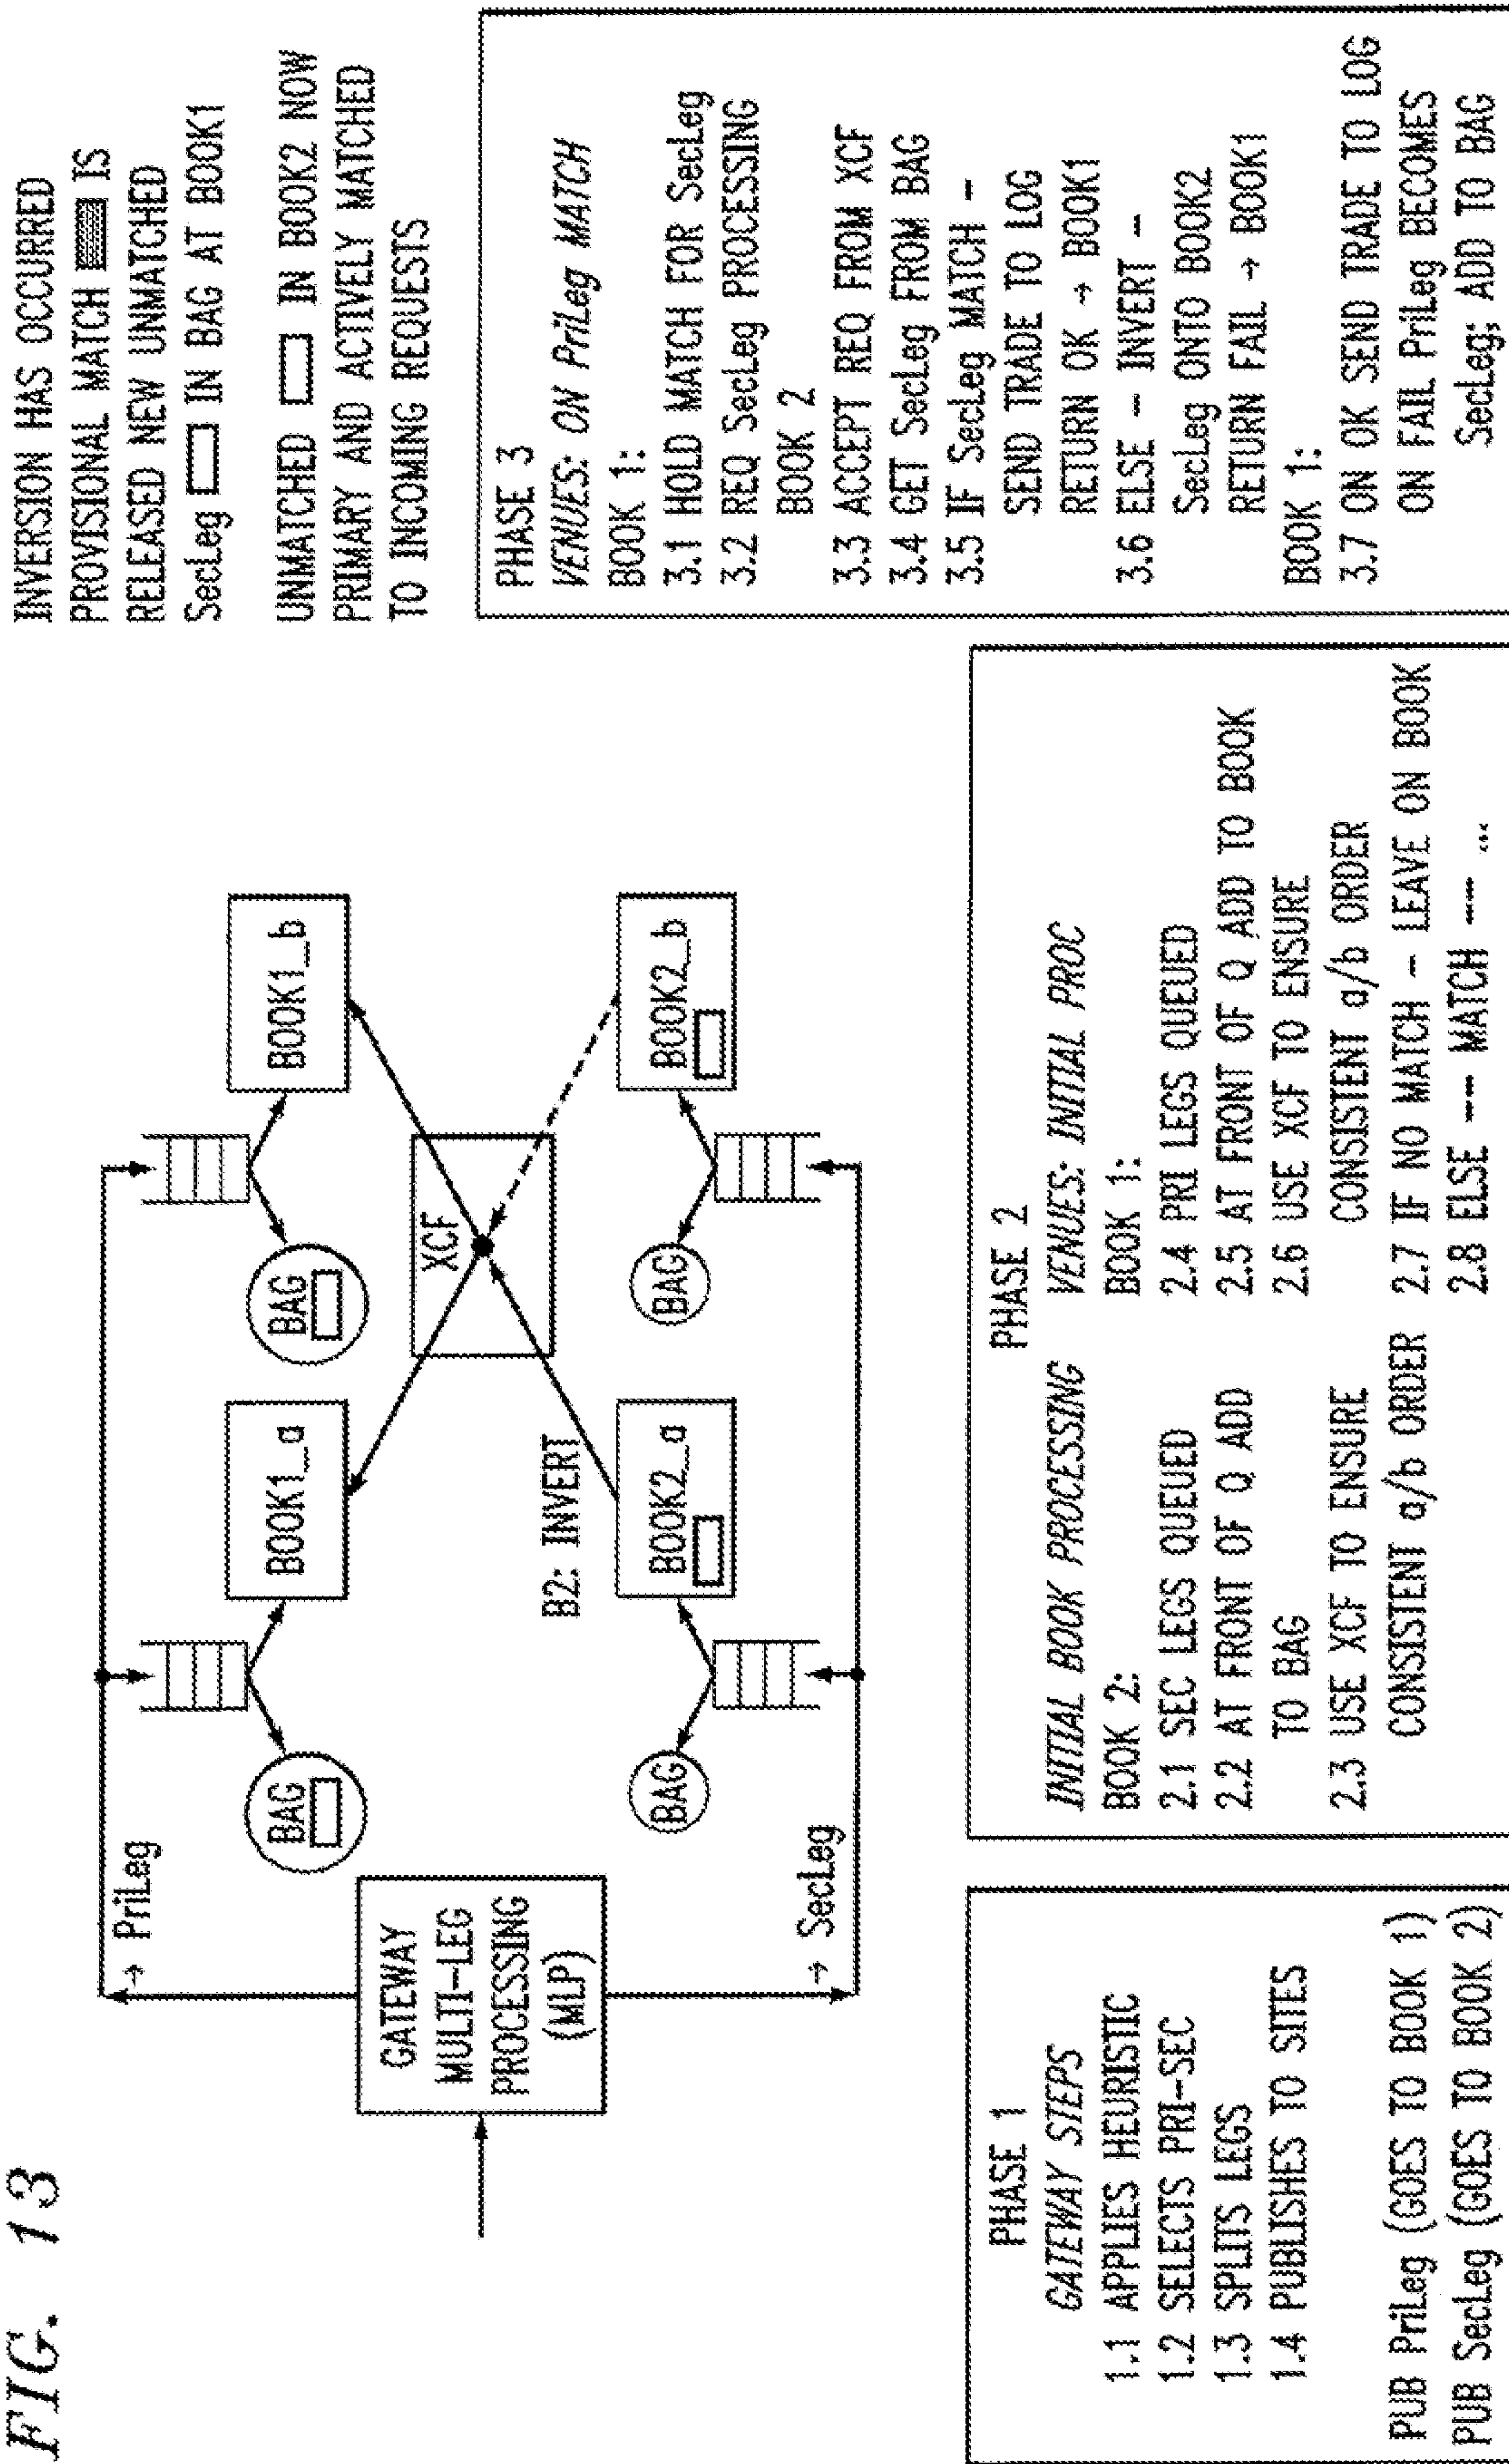 FIG. 13
INVERSION HAS OCCURRED
PROVISIONAL MATCH IS
RELEASED NEW UNMATCHED
SecLeg IN BAG AT BOOK1
UNMATCHED IN BOOK2 NOW
PRIMARY AND ACTIVELY MATCHED
TO INCOMING REQUESTS
→ PriLeg
GATEWAY
MULTI-LEG
PROCESSING
(MLP)
→ SecLeg
BAG
BOOK1_a
BAG
BOOK1_b
XCF
B2: INVERT
BAG
BOOK2_a
BAG
BOOK2_b
PHASE 1
GATEWAY STEPS
1.1 APPLIES HEURISTIC
1.2 SELECTS PRI-SEC
1.3 SPLITS LEGS
1.4 PUBLISHES TO SITES
PUB PriLeg (GOES TO BOOK 1)
PUB SecLeg (GOES TO BOOK 2)
PHASE 2
INITIAL BOOK PROCESSING
BOOK 2:
2.1 SEC LEGS QUEUED
2.2 AT FRONT OF Q ADD
TO BAG
2.3 USE XCF TO ENSURE
CONSISTENT a/b ORDER
VENUES: INITIAL PROC
BOOK 1:
2.4 PRI LEGS QUEUED
2.5 AT FRONT OF Q ADD TO BOOK
2.6 USE XCF TO ENSURE
CONSISTENT a/b ORDER
2.7 IF NO MATCH - LEAVE ON BOOK
2.8 ELSE -- MATCH -- ...
PHASE 3
VENUES: ON PriLeg MATCH
BOOK 1:
3.1 HOLD MATCH FOR SecLeg
3.2 REQ SecLeg PROCESSING
BOOK 2
3.3 ACCEPT REQ FROM XCF
3.4 GET SecLeg FROM BAG
3.5 IF SecLeg MATCH -
SEND TRADE TO LOG
RETURN OK → BOOK1
3.6 ELSE - INVERT -
SecLeg ONTO BOOK2
RETURN FAIL → BOOK1
BOOK 1:
3.7 ON OK SEND TRADE TO LOG
ON FAIL PriLeg BECOMES
SecLeg; ADD TO BAG